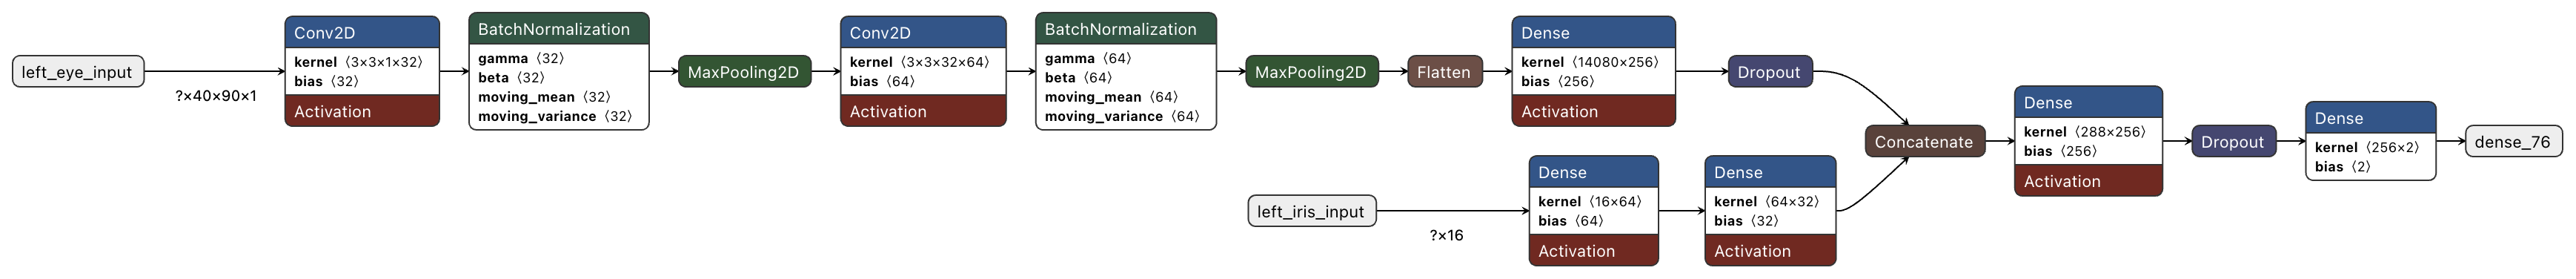 left_eye_input
?×40×90×1
Conv2D
kernel ⟨3×3×1×32⟩
bias ⟨32⟩
Activation
BatchNormalization
gamma ⟨32⟩
beta ⟨32⟩
moving_mean ⟨32⟩
moving_variance ⟨32⟩
MaxPooling2D
Conv2D
kernel ⟨3×3×32×64⟩
bias ⟨64⟩
Activation
BatchNormalization
gamma ⟨64⟩
beta ⟨64⟩
moving_mean ⟨64⟩
moving_variance ⟨64⟩
MaxPooling2D
Flatten
Dense
kernel ⟨14080×256⟩
bias ⟨256⟩
Activation
Dropout
left_iris_input
?×16
Dense
kernel ⟨16×64⟩
bias ⟨64⟩
Activation
Dense
kernel ⟨64×32⟩
bias ⟨32⟩
Activation
Concatenate
Dense
kernel ⟨288×256⟩
bias ⟨256⟩
Activation
Dropout
Dense
kernel ⟨256×2⟩
bias ⟨2⟩
dense_76